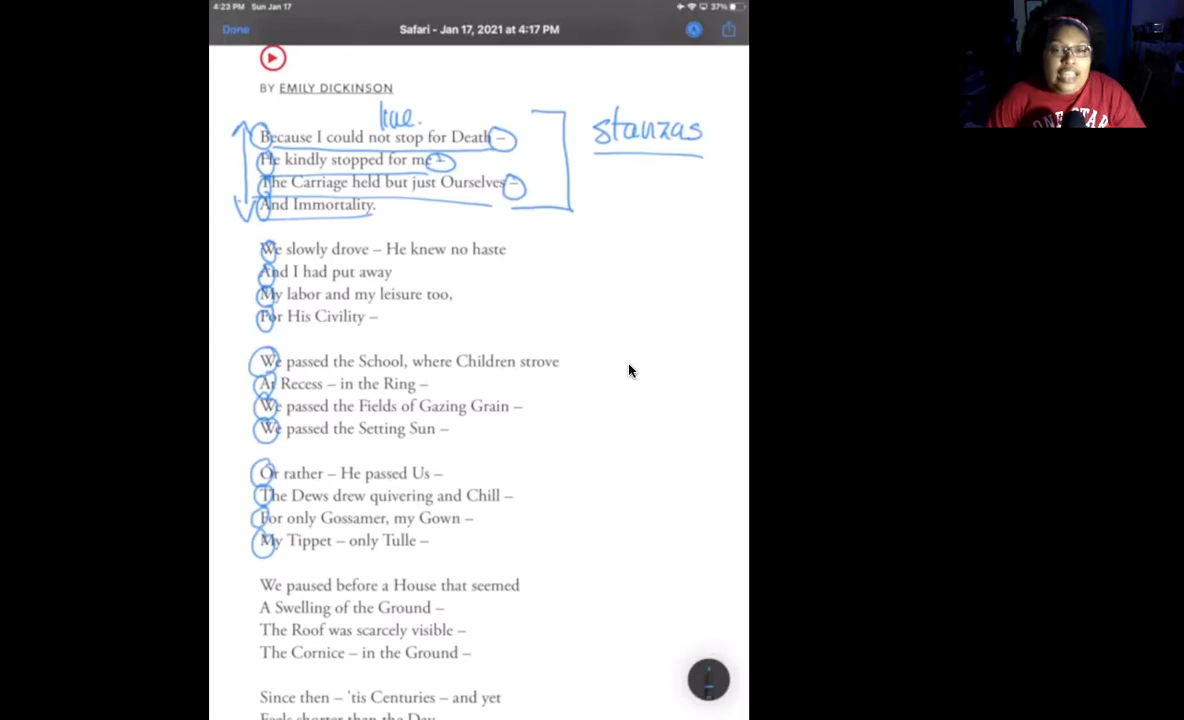 4:23 PM Sun Jan 17
37%
Done
Safari - Jan 17, 2021 at 4:17 PM
BY EMILY DICKINSON
line.
Because I could not stop for Death –
stanzas
He kindly stopped for me –
The Carriage held but just Ourselves –
And Immortality.
We slowly drove – He knew no haste
And I had put away
My labor and my leisure too,
For His Civility –
We passed the School, where Children strove
At Recess – in the Ring –
We passed the Fields of Gazing Grain –
We passed the Setting Sun –
Or rather – He passed Us –
The Dews drew quivering and Chill –
For only Gossamer, my Gown –
My Tippet – only Tulle –
We paused before a House that seemed
A Swelling of the Ground –
The Roof was scarcely visible –
The Cornice – in the Ground –
Since then – 'tis Centuries – and yet
Feels shorter than the Day